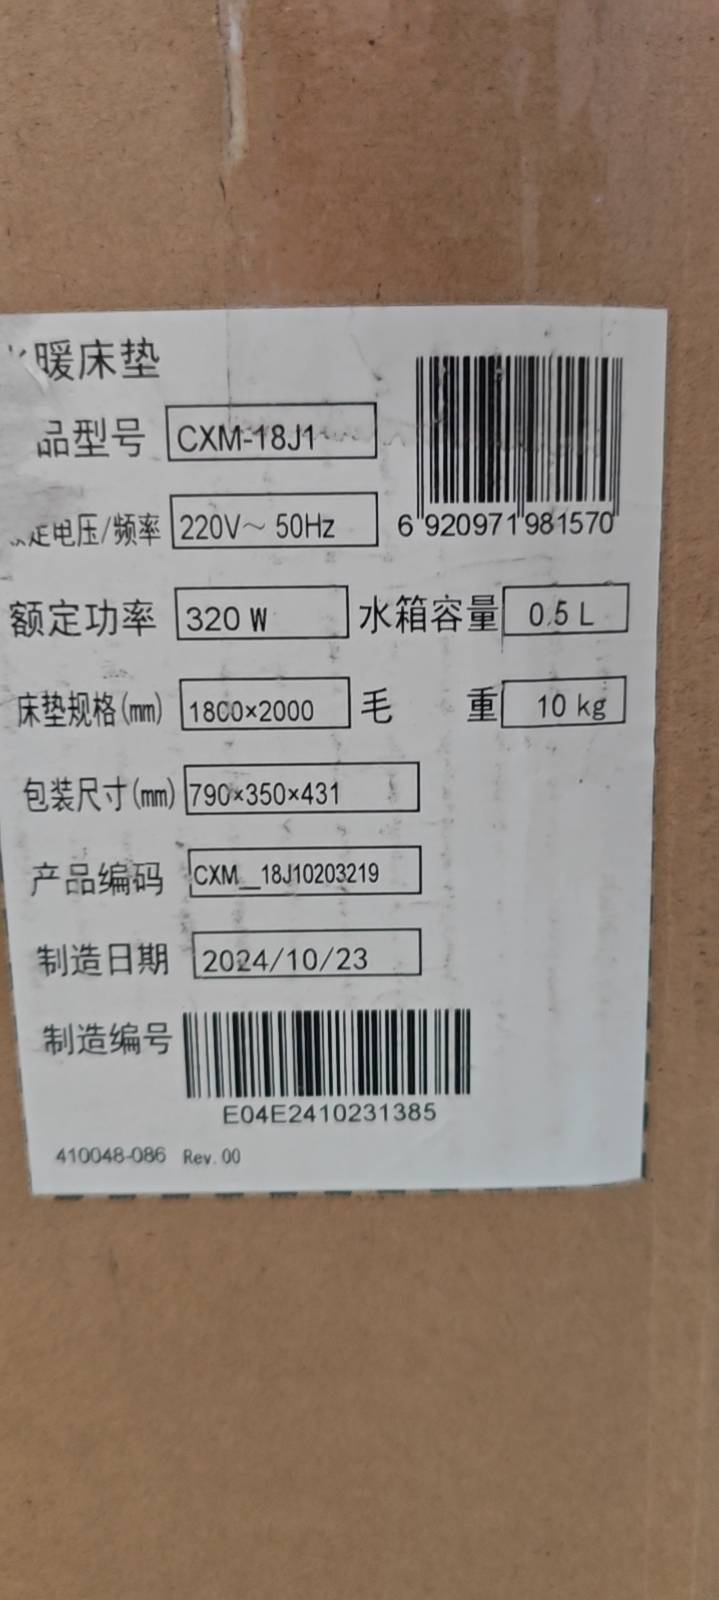 暖床垫
品型号 CXM-18J1
定电压/频率 220V～ 50Hz
6 920971 981570
额定功率 320 W 水箱容量 0.5 L
床垫规格(mm) 1800×2000 毛 重 10 kg
包装尺寸(mm) 790×350×431
产品编码 CXM__18J10203219
制造日期 2024/10/23
制造编号
E04E2410231385
410048-086 Rev.00